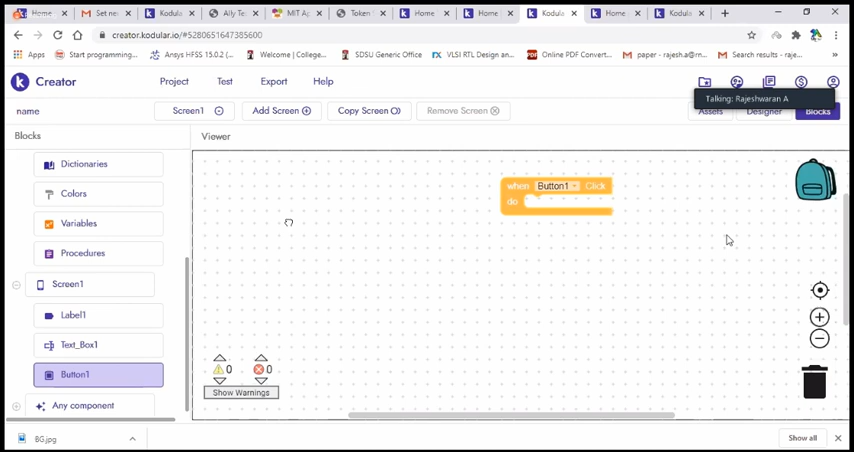 Home
Set ne
Kodula
Ally Te
MIT Ap
Token
Home
Home
Kodul
Home
Kodul
creator.kodular.io/#5280651647385600
Apps
Start programming...
Ansys HFSS 15.0.2 (...
Welcome | College...
SDSU Generic Office
VLSI RTL Design an...
Online PDF Convert...
paper - rajesh.a@rn...
Search results - raje...
Creator
Project
Test
Export
Help
Talking: Rajeshwaran A
name
Screen1
Add Screen
Copy Screen
Remove Screen
Assets
Designer
Blocks
Blocks
Viewer
Dictionaries
Colors
Variables
Procedures
Screen1
Label1
Text_Box1
Button1
Any component
when Button1 Click
do
0
0
Show Warnings
BG.jpg
Show all